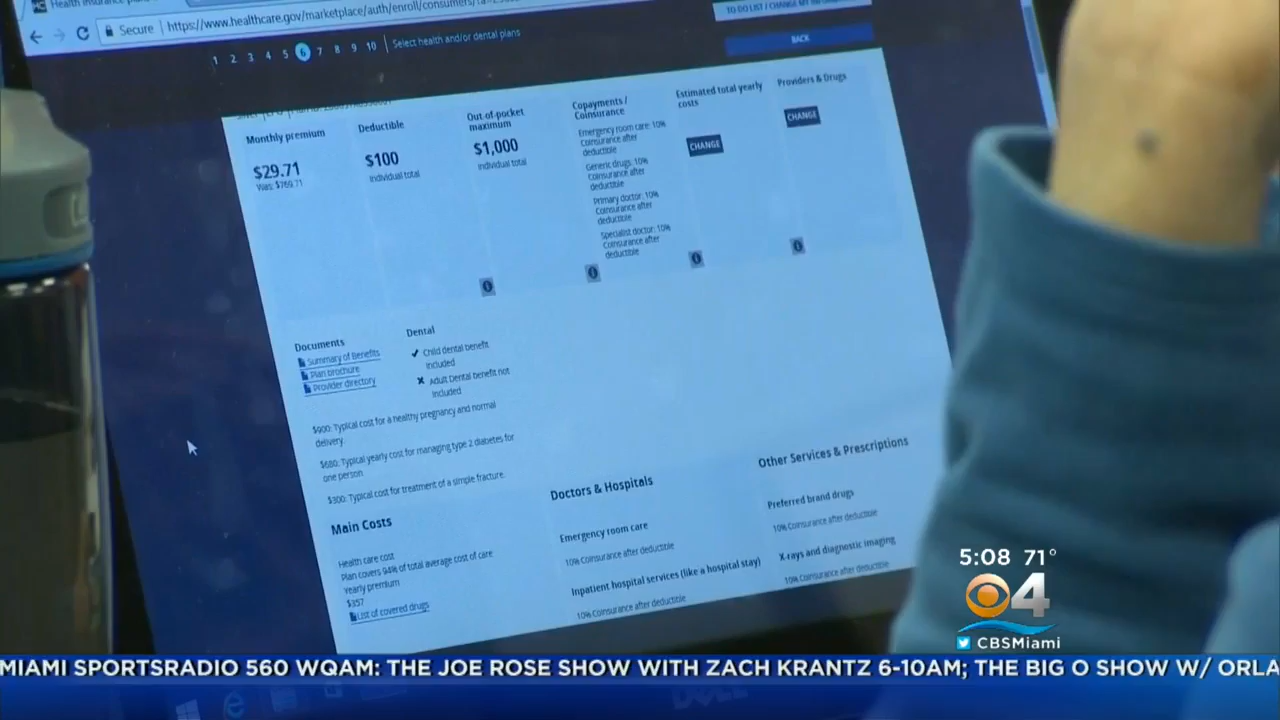 Secure
https://www.healthcare.gov/marketplace/auth/enroll/consumers/
TO DO LIST / CHANGE MY
BACK
1 2 3 4 5 6 7 8 9 10 Select health and/or dental plans
Monthly premium
$29.71
Was: $769.71
Deductible
$100
individual total
Out-of-pocket
maximum
$1,000
individual total
Copayments /
Coinsurance
Emergency room care: 10%
Coinsurance after
deductible
Generic drugs: 10%
Coinsurance after
deductible
Primary doctor: 10%
Coinsurance after
deductible
Specialist doctor: 10%
Coinsurance after
deductible
Estimated total yearly
costs
CHANGE
Providers & Drugs
CHANGE
Documents
Summary of Benefits
Plan brochure
Provider directory
Dental
Child dental benefit
included
Adult Dental benefit not
included
$900: Typical cost for a healthy pregnancy and normal
delivery.
$680: Typical yearly cost for managing type 2 diabetes for
one person.
$300: Typical cost for treatment of a simple fracture.
Main Costs
Health care cost
Plan covers 94% of total average cost of care
Yearly premium
$357
List of covered drugs
Doctors & Hospitals
Emergency room care
10% Coinsurance after deductible
Inpatient hospital services (like a hospital stay)
10% Coinsurance after deductible
Other Services & Prescriptions
Preferred brand drugs
10% Coinsurance after deductible
X-rays and diagnostic imaging
10% Coinsurance after deductible
5:08 71°
4
CBSMiami
MIAMI SPORTSRADIO 560 WQAM: THE JOE ROSE SHOW WITH ZACH KRANTZ 6-10AM; THE BIG O SHOW W/ ORLA
DELL